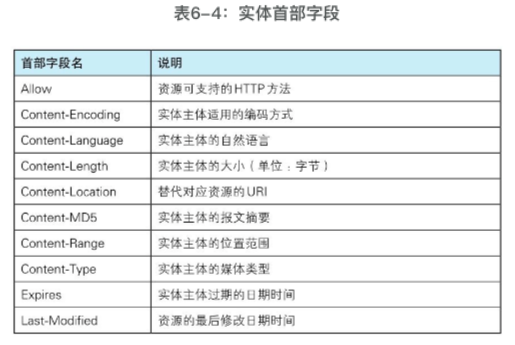 表6-4：实体首部字段
首部字段名 说明
Allow 资源可支持的HTTP方法
Content-Encoding 实体主体适用的编码方式
Content-Language 实体主体的自然语言
Content-Length 实体主体的大小（单位：字节）
Content-Location 替代对应资源的URI
Content-MD5 实体主体的报文摘要
Content-Range 实体主体的位置范围
Content-Type 实体主体的媒体类型
Expires 实体主体过期的日期时间
Last-Modified 资源的最后修改日期时间